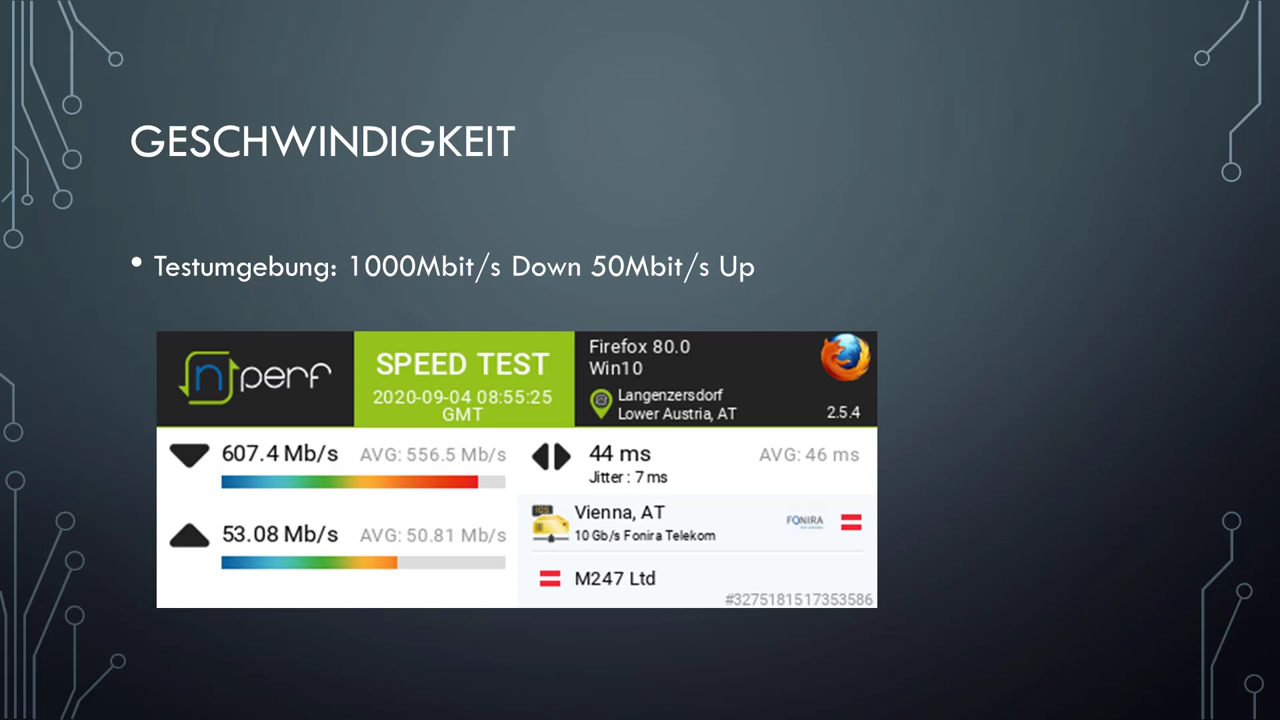 GESCHWINDIGKEIT
• Testumgebung: 1000Mbit/s Down 50Mbit/s Up
nperf
SPEED TEST
2020-09-04 08:55:25
GMT
Firefox 80.0
Win10
Langenzersdorf
Lower Austria, AT
2.5.4
607.4 Mb/s AVG: 556.5 Mb/s
53.08 Mb/s AVG: 50.81 Mb/s
44 ms AVG: 46 ms
Jitter : 7 ms
Vienna, AT
10 Gb/s Fonira Telekom
FONIRA
M247 Ltd
#3275181517353586